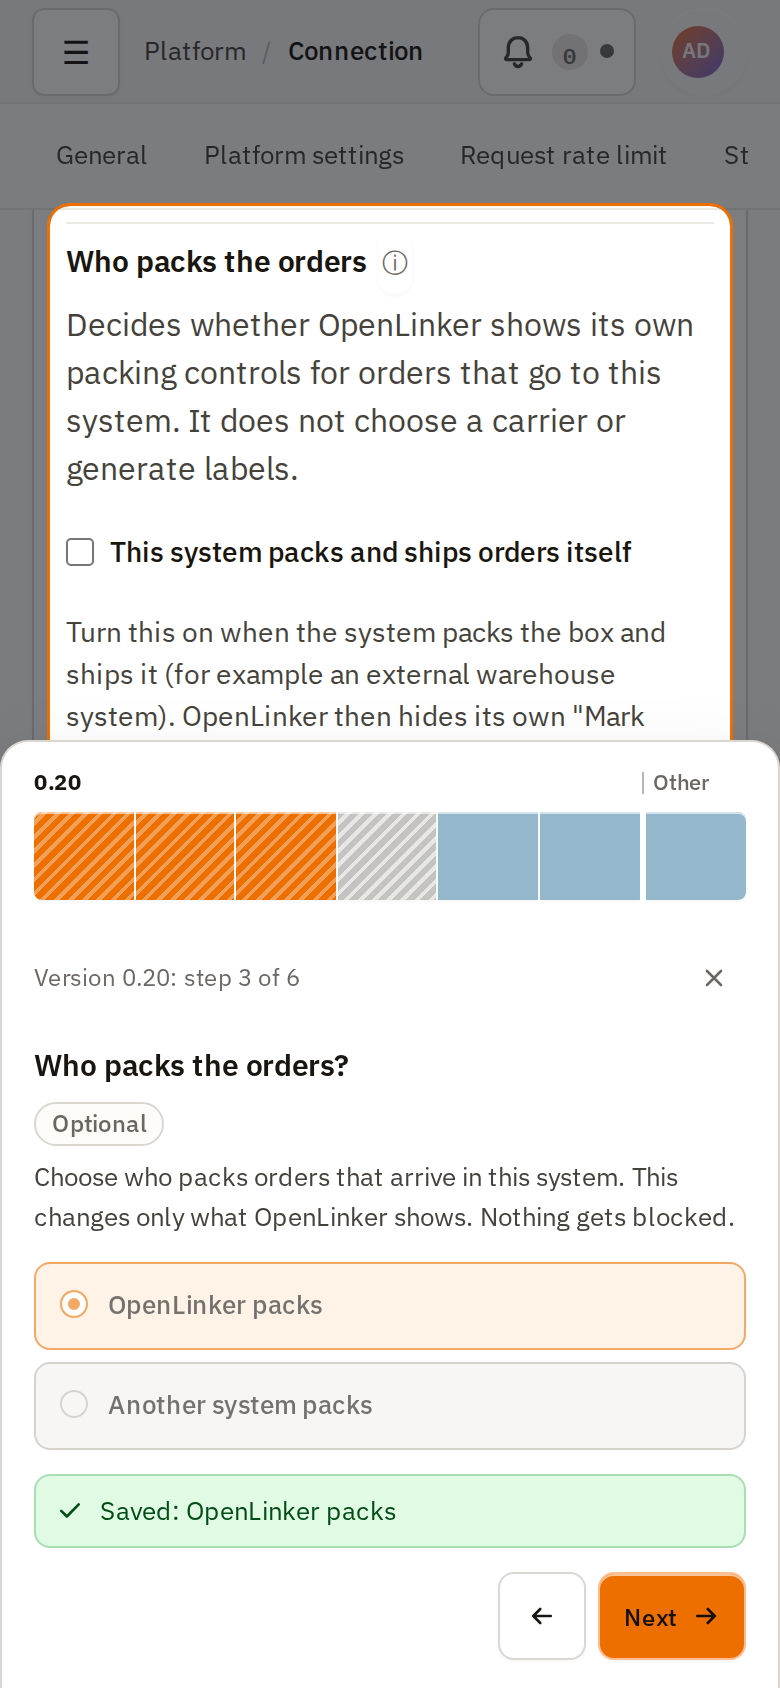 Platform / Connection
0
AD
General Platform settings Request rate limit St
Who packs the orders
Decides whether OpenLinker shows its own
packing controls for orders that go to this
system. It does not choose a carrier or
generate labels.
This system packs and ships orders itself
Turn this on when the system packs the box and
ships it (for example an external warehouse
system). OpenLinker then hides its own "Mark
0.20
Other
Version 0.20: step 3 of 6
Who packs the orders?
Optional
Choose who packs orders that arrive in this system. This
changes only what OpenLinker shows. Nothing gets blocked.
OpenLinker packs
Another system packs
Saved: OpenLinker packs
Next